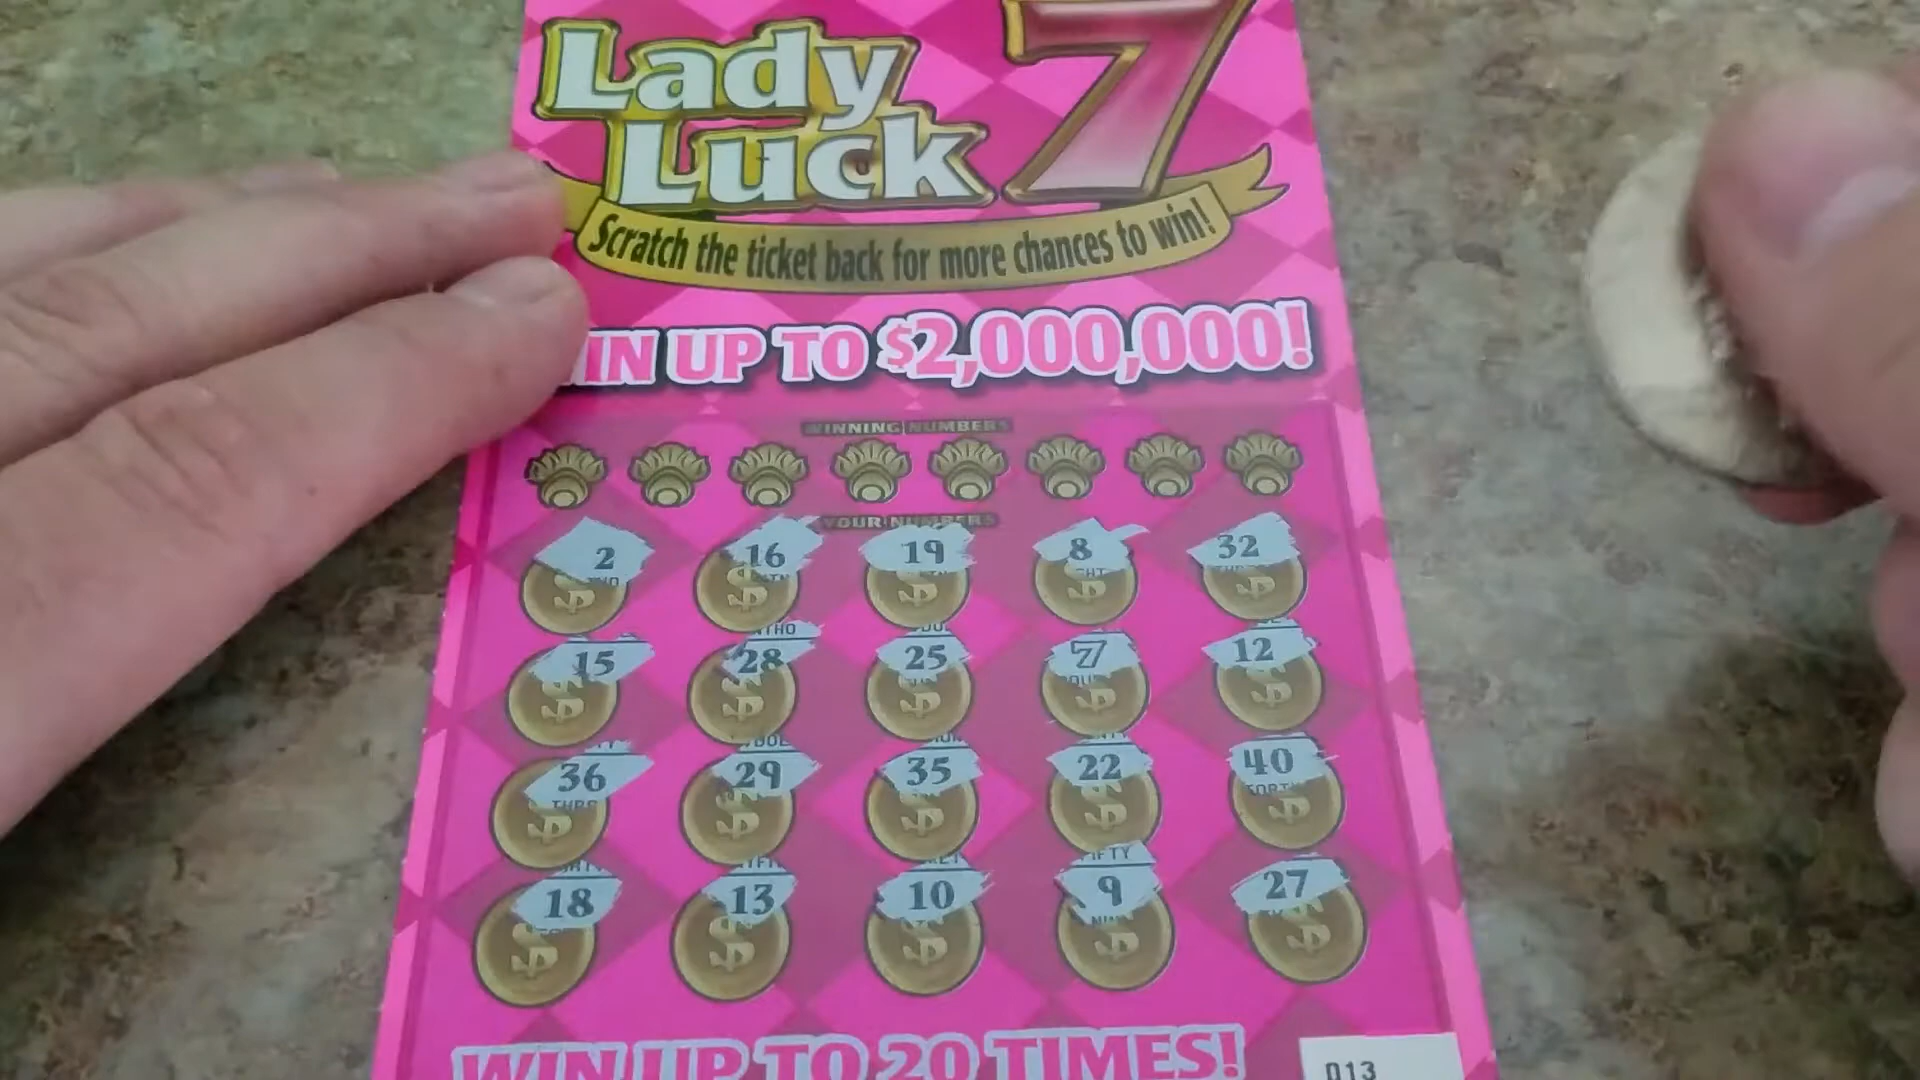 Lady 7
Luck
Scratch the ticket back for more chances to win!
IN UP TO $2,000,000!
WINNING NUMBERS
YOUR NUMBERS
2 16 19 8 32
15 28 25 7 12
36 29 35 22 40
18 13 10 9 27
WIN UP TO 20 TIMES!
013